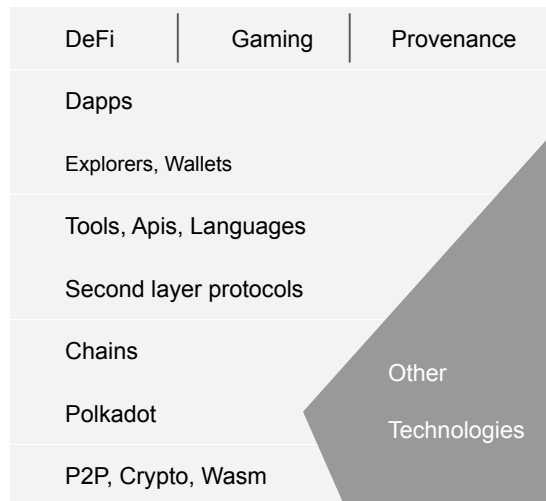 DeFi Gaming Provenance
Dapps
Explorers, Wallets
Tools, Apis, Languages
Second layer protocols
Chains
Other
Polkadot
Technologies
P2P, Crypto, Wasm